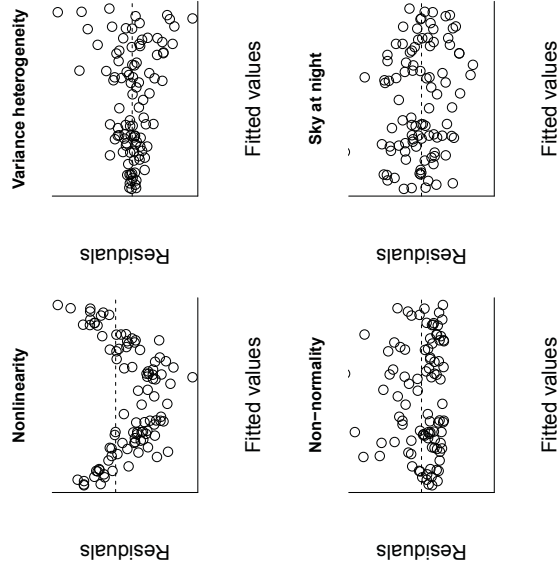 Nonlinearity
Residuals
Fitted values
Variance heterogeneity
Residuals
Fitted values
Non−normality
Residuals
Fitted values
Sky at night
Residuals
Fitted values